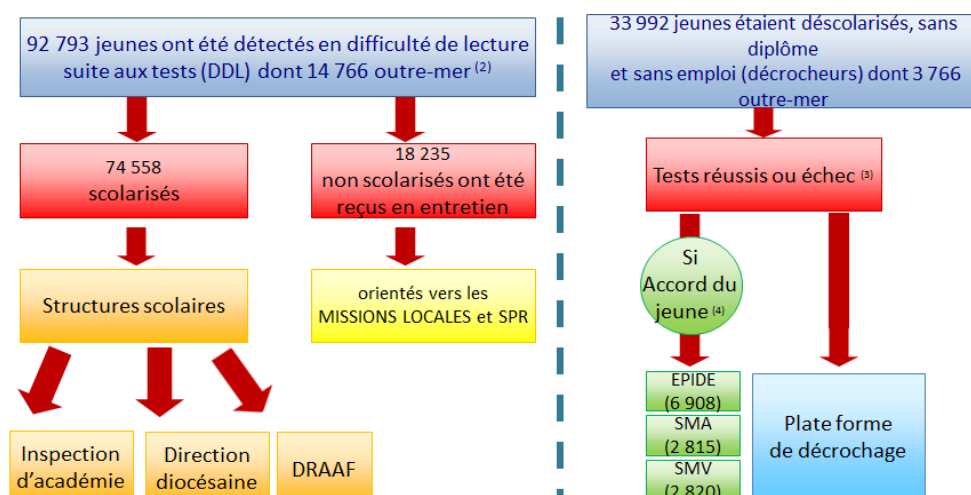 92 793 jeunes ont été détectés en difficulté de lecture
suite aux tests (DDL) dont 14 766 outre-mer (2)
74 558
scolarisés
18 235
non scolarisés ont été
reçus en entretien
Structures scolaires
orientés vers les
MISSIONS LOCALES et SPR
Inspection
d'académie
Direction
diocésaine
DRAAF
33 992 jeunes étaient déscolarisés, sans
diplôme
et sans emploi (décrocheurs) dont 3 766
outre-mer
Tests réussis ou échec (3)
Si
Accord du
jeune (4)
EPIDE
(6 908)
SMA
(2 815)
SMV
(2 820)
Plate forme
de décrochage